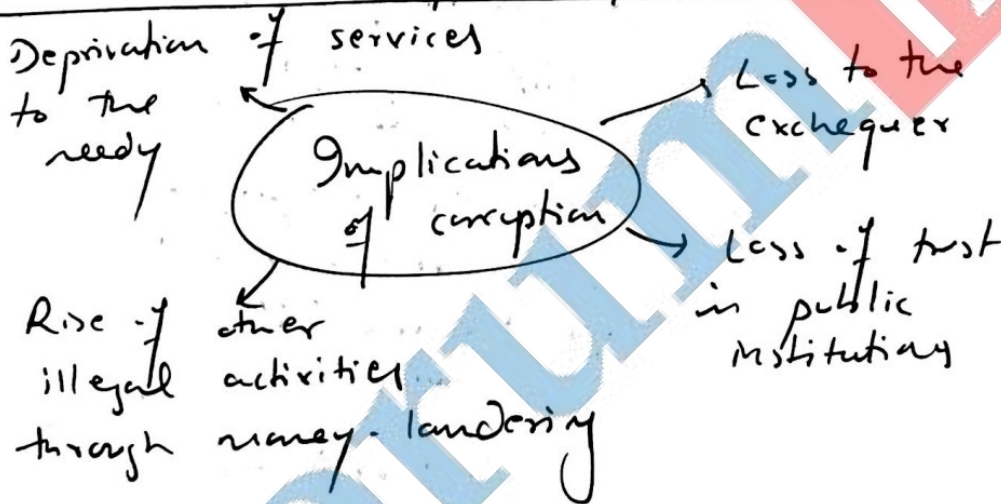 Deprivation of services
to the
needy
Loss to the
exchequer
Implications
of corruption
Loss of trust
in public
institutions
Rise of other
illegal activities
through money-laundering
orum